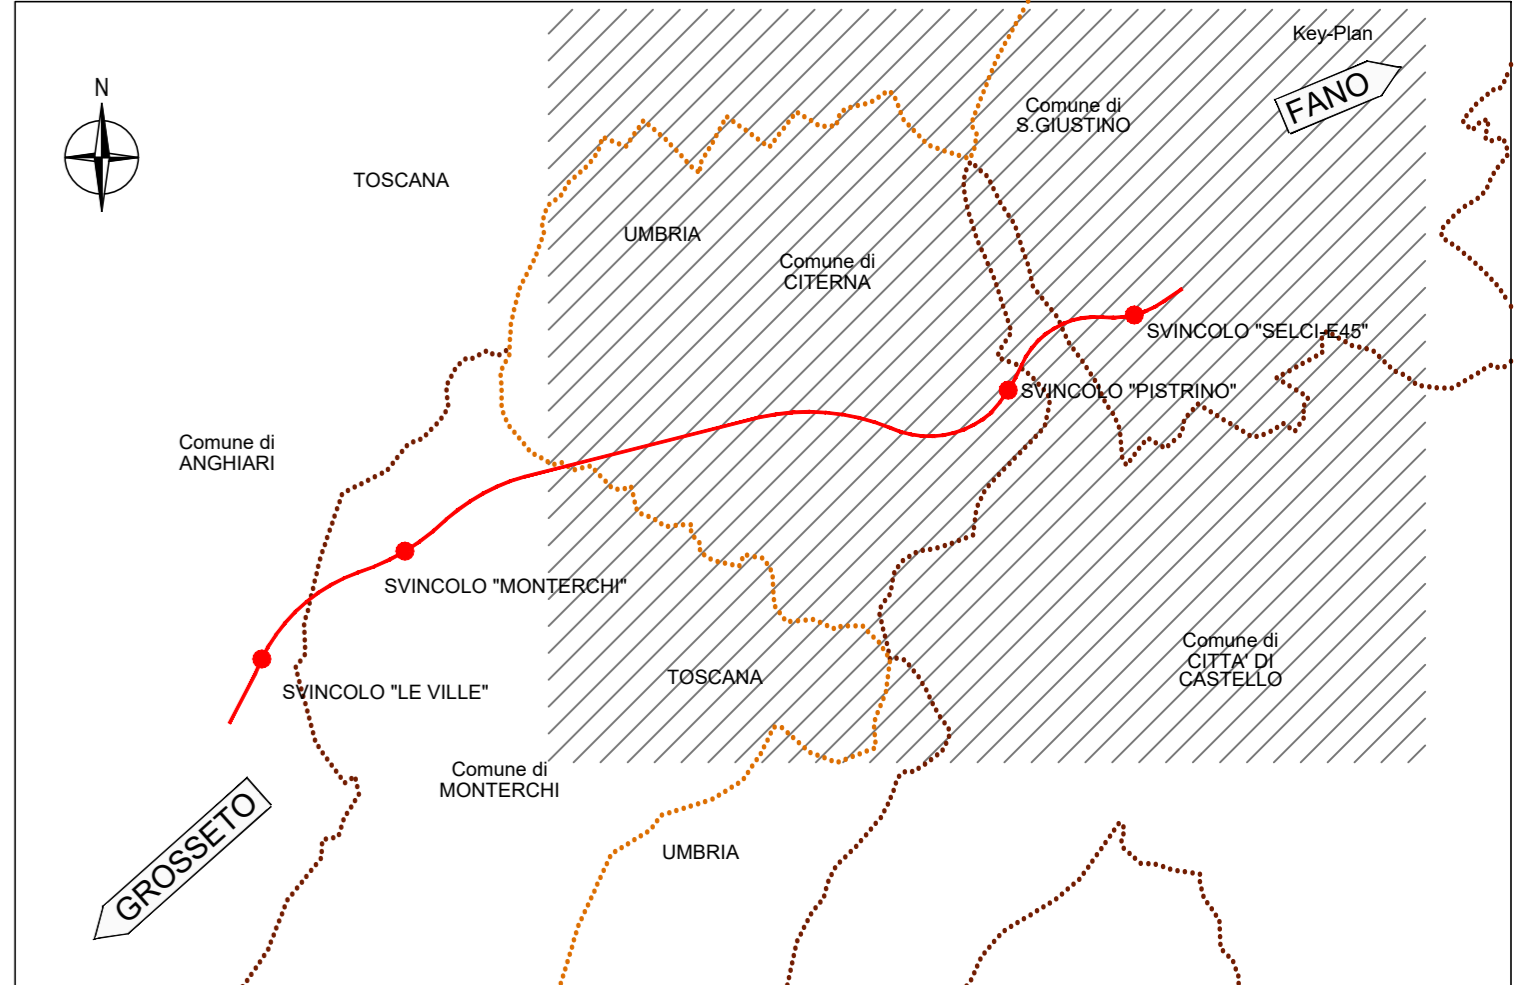 Key-Plan
N
FANO
Comune di
S.GIUSTINO
TOSCANA
UMBRIA
Comune di
CITERNA
SVINCOLO "SELCI-E45"
SVINCOLO "PISTRINO"
Comune di
ANGHIARI
SVINCOLO "MONTERCHI"
Comune di
CITTA' DI
CASTELLO
TOSCANA
SVINCOLO "LE VILLE"
Comune di
MONTERCHI
GROSSETO
UMBRIA